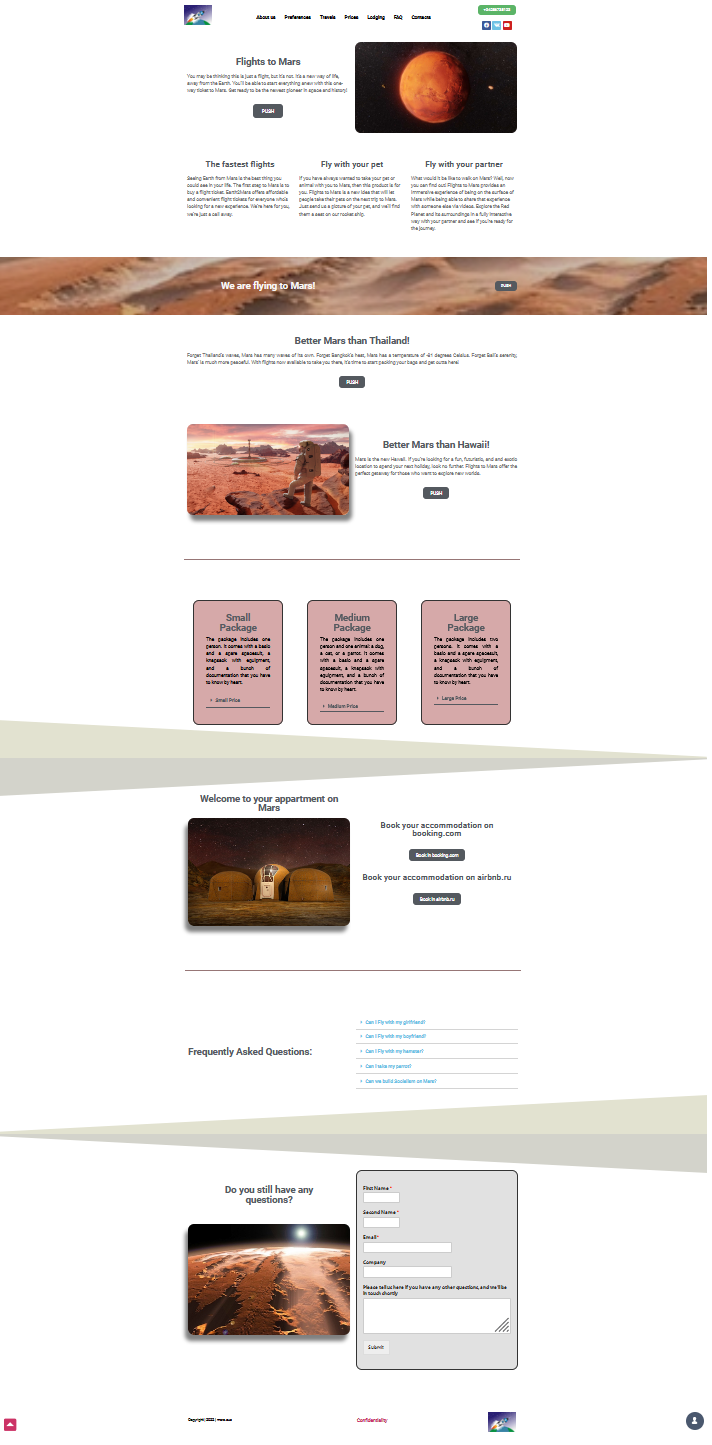 About us Preferences Travels Prices Lodging FAQ Contacts
Flights to Mars
You may be thinking this is just a flight, but it's not. It's a new way of life,
away from the Earth. You'll be able to start everything anew with this one-
way ticket to Mars. Get ready to be the newest pioneer in space and history!
PUSH
The fastest flights
Seeing Earth from Mars is the best thing you
could see in your life. The first step to Mars is to
buy a flight ticket. Earth2Mars offers affordable
and convenient flight tickets for everyone who's
looking for a new experience. We're here for you,
we're just a call away.
Fly with your pet
If you have always wanted to take your pet or
animal with you to Mars, then this product is for
you. Flights to Mars is a new idea that will let
people take their pets on the next trip to Mars.
Just send us a picture of your pet, and we'll find
them a seat on our rocket ship.
Fly with your partner
What would it be like to walk on Mars? Well, now
you can find out! Flights to Mars provides an
immersive experience of being on the surface of
Mars while being able to share that experience
with someone else via videos. Explore the Red
Planet and its surroundings in a fully interactive
way with your partner and see if you're ready for
the journey.
We are flying to Mars!
PUSH
Better Mars than Thailand!
Forget Thailand's waves, Mars has many waves of its own. Forget Bangkok's heat, Mars has a temperature of -81 degrees Celsius. Forget Bali's serenity,
Mars' is much more peaceful. With flights now available to take you there, it's time to start packing your bags and get outta here!
PUSH
Better Mars than Hawaii!
Mars is the new Hawaii. If you're looking for a fun, futuristic, and and exotic
location to spend your next holiday, look no further. Flights to Mars offer the
perfect getaway for those who want to explore new worlds.
PUSH
Small
Package
The package includes one
person. It comes with a basic
and a spare spacesuit, a
knapsack with equipment,
and a bunch of
documentation that you have
to know by heart.
Small Price
Medium
Package
The package includes one
person and one animal: a dog,
a cat, or a parrot. It comes
with a basic and a spare
spacesuit, a knapsack with
equipment, and a bunch of
documentation that you have
to know by heart.
Medium Price
Large
Package
The package includes two
persons. It comes with a
basic and a spare spacesuit,
a knapsack with equipment,
and a bunch of
documentation that you have
to know by heart.
Large Price
Welcome to your appartment on
Mars
Book your accommodation on
booking.com
Book in booking.com
Book your accommodation on airbnb.ru
Book in airbnb.ru
Frequently Asked Questions:
Can I Fly with my girlfriend?
Can I Fly with my boyfriend?
Can I Fly with my hamster?
Can I take my parrot?
Can we build Socialism on Mars?
Do you still have any
questions?
First Name *
Second Name *
Email *
Company
Please tell us here if you have any other questions, and we'll be
in touch shortly
Submit
Copyright 2022 |
Confidentiality